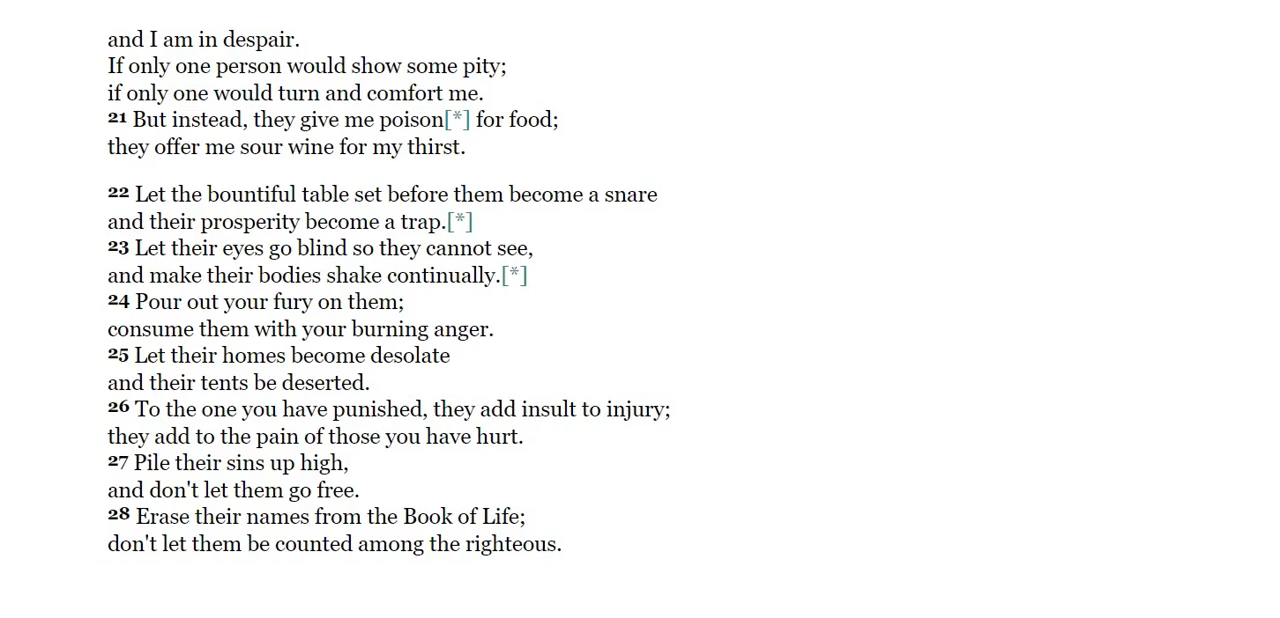 and I am in despair.
If only one person would show some pity;
if only one would turn and comfort me.
21 But instead, they give me poison[*] for food;
they offer me sour wine for my thirst.
22 Let the bountiful table set before them become a snare
and their prosperity become a trap.[*]
23 Let their eyes go blind so they cannot see,
and make their bodies shake continually.[*]
24 Pour out your fury on them;
consume them with your burning anger.
25 Let their homes become desolate
and their tents be deserted.
26 To the one you have punished, they add insult to injury;
they add to the pain of those you have hurt.
27 Pile their sins up high,
and don't let them go free.
28 Erase their names from the Book of Life;
don't let them be counted among the righteous.